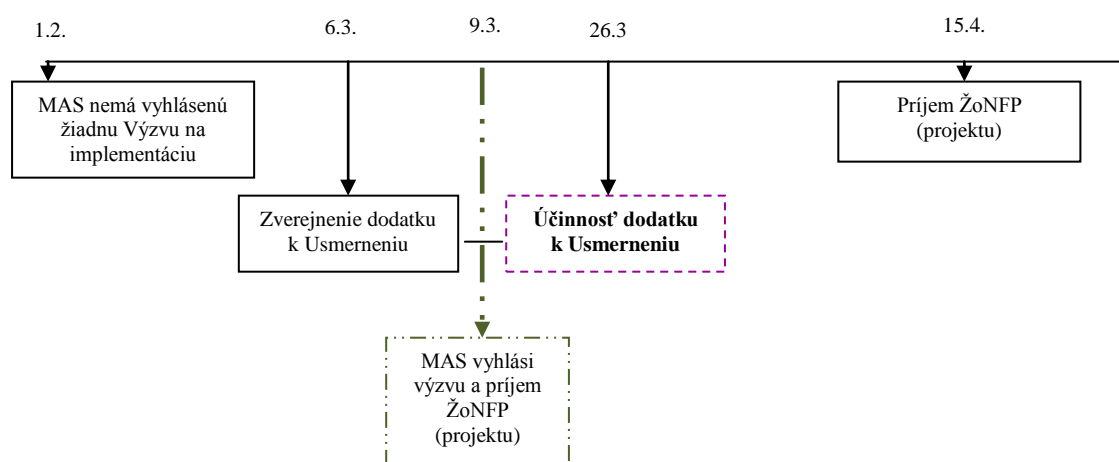 1.2.
6.3.
9.3.
26.3
15.4.
MAS nemá vyhlásenú
žiadnu Výzvu na
implementáciu
Príjem ŽoNFP
(projektu)
Zverejnenie dodatku
k Usmerneniu
Účinnosť dodatku
k Usmerneniu
MAS vyhlási
výzvu a príjem
ŽoNFP
(projektu)